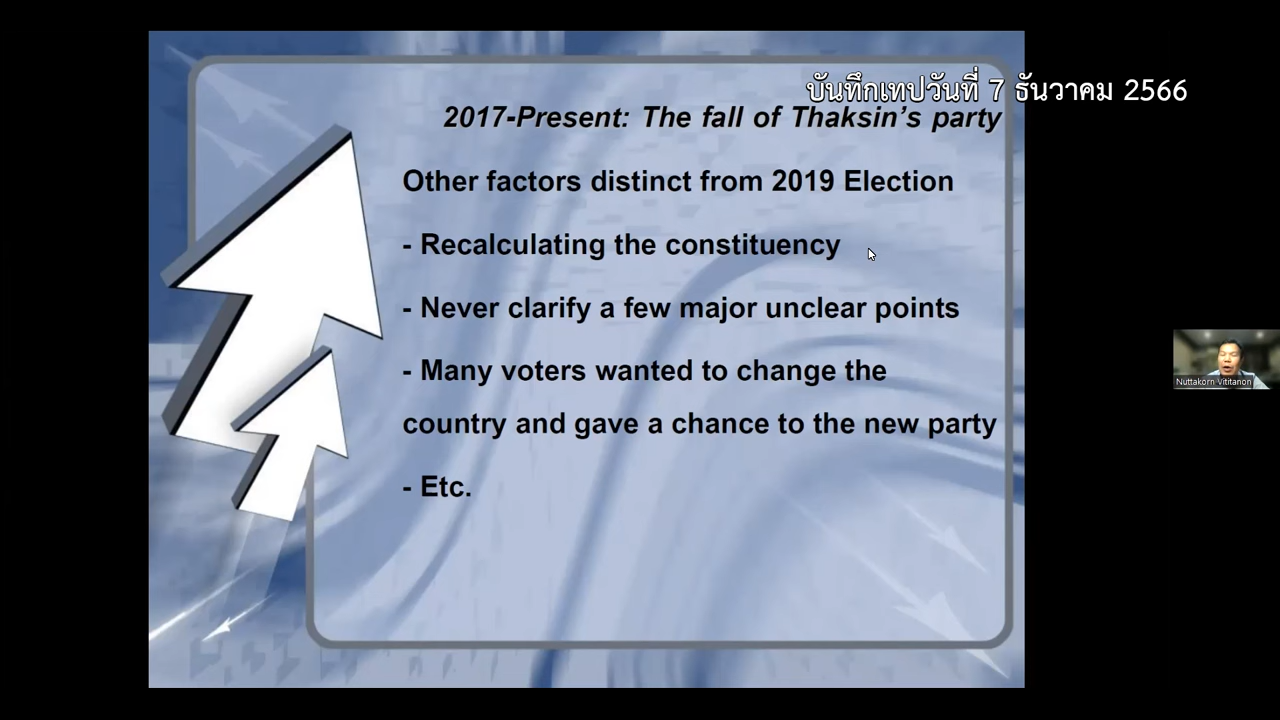 บันทึกเทปวันที่ 7 ธันวาคม 2566
2017-Present: The fall of Thaksin's party
Other factors distinct from 2019 Election
- Recalculating the constituency
- Never clarify a few major unclear points
- Many voters wanted to change the
country and gave a chance to the new party
- Etc.
Nuttakorn Vititanon